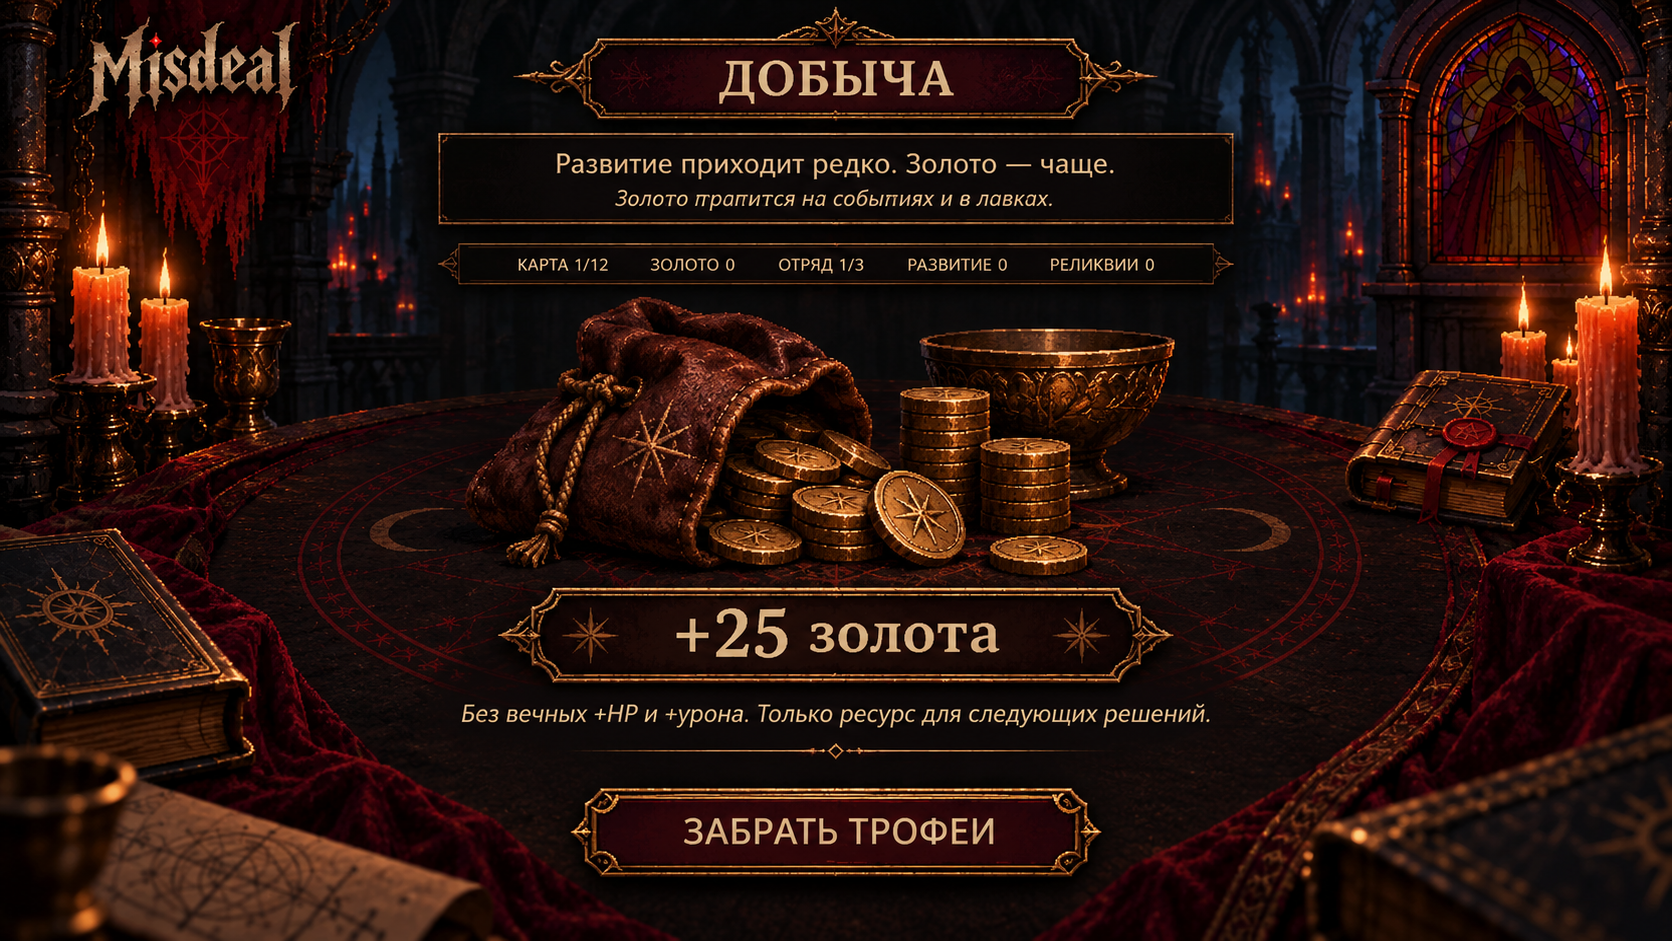 Misdeal
ДОБЫЧА
Развитие приходит редко. Золото — чаще.
Золото тратится на событиях и в лавках.
КАРТА 1/12 ЗОЛОТО 0 ОТРЯД 1/3 РАЗВИТИЕ 0 РЕЛИКВИИ 0
+25 золота
Без вечных +HP и +урона. Только ресурс для следующих решений.
ЗАБРАТЬ ТРОФЕИ